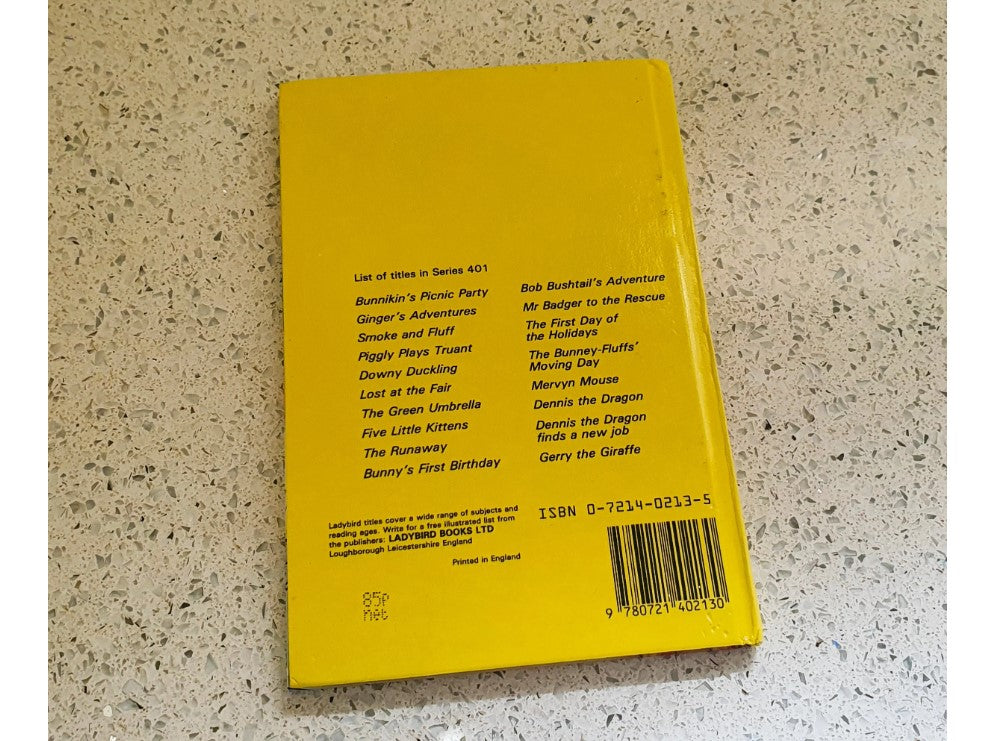 List of titles in Series 401
Bunnikin's Picnic Party
Ginger's Adventures
Smoke and Fluff
Piggly Plays Truant
Downy Duckling
Lost at the Fair
The Green Umbrella
Five Little Kittens
The Runaway
Bunny's First Birthday
Bob Bushtail's Adventure
Mr Badger to the Rescue
The First Day of
the Holidays
The Bunney-Fluffs'
Moving Day
Mervyn Mouse
Dennis the Dragon
Dennis the Dragon
finds a new job
Gerry the Giraffe
Ladybird titles cover a wide range of subjects and
reading ages. Write for a free illustrated list from
the publishers: LADYBIRD BOOKS LTD
Loughborough Leicestershire England
Printed in England
85p
net
ISBN 0-7214-0213-5
9 780721 402130